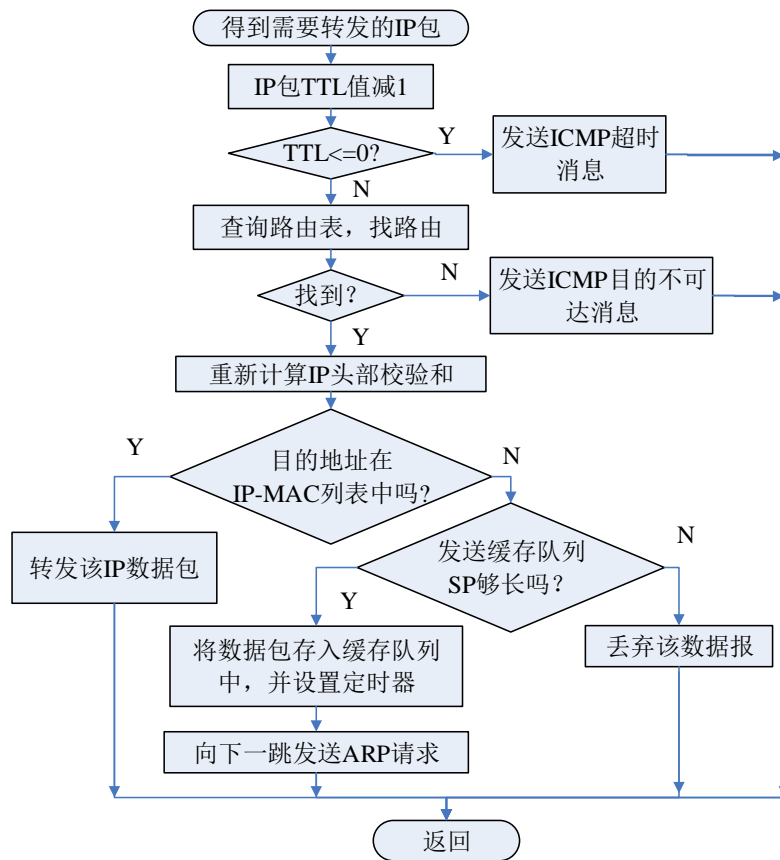 得到需要转发的IP包
IP包TTL值减1
TTL<=0?
Y
发送ICMP超时
消息
N
查询路由表，找路由
找到？
N
发送ICMP目的不可
达消息
Y
重新计算IP头部校验和
目的地址在
IP-MAC列表中吗?
Y
N
转发该IP数据包
发送缓存队列
SP够长吗？
N
Y
将数据包存入缓存队列
中，并设置定时器
丢弃该数据报
向下一跳发送ARP请求
返回